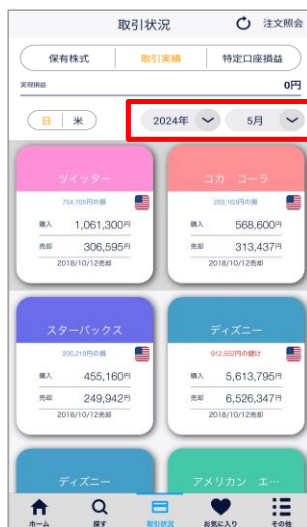 取引状況 注文照会
保有株式 取引実績 特定口座損益
実現損益 0円
日 米 2024年 5月
ツイッター コカ コーラ
754,705円の損 255,163円の損
購入 1,061,300円 購入 568,600円
売却 306,595円 売却 313,437円
2018/10/12売却 2018/10/12売却
スターバックス ディズニー
205,218円の損 912,552円の儲け
購入 455,160円 購入 5,613,795円
売却 249,942円 売却 6,526,347円
2018/10/12売却 2018/10/12売却
ディズニー アメリカン エ…
ホーム 探す 取引状況 お気に入り その他